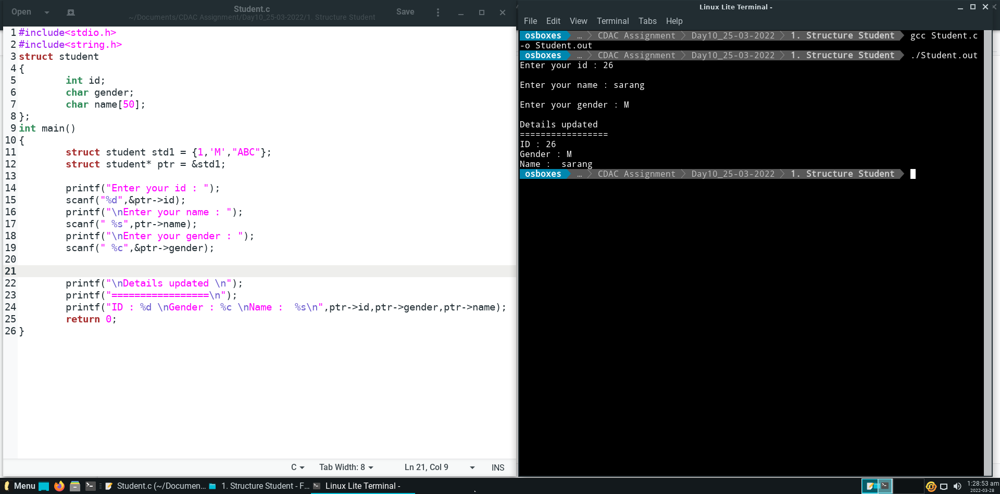 Open
Student.c
~/Documents/CDAC Assignment/Day10_25-03-2022/1. Structure Student
Save
1 #include<stdio.h>
2 #include<string.h>
3 struct student
4 {
5 int id;
6 char gender;
7 char name[50];
8 };
9 int main()
10 {
11 struct student std1 = {1,'M',"ABC"};
12 struct student* ptr = &std1;
13
14 printf("Enter your id : ");
15 scanf("%d",&ptr->id);
16 printf("\nEnter your name : ");
17 scanf(" %s",ptr->name);
18 printf("\nEnter your gender : ");
19 scanf(" %c",&ptr->gender);
20
21
22 printf("\nDetails updated \n");
23 printf("=================\n");
24 printf("ID : %d \nGender : %c \nName :  %s\n",ptr->id,ptr->gender,ptr->name);
25 return 0;
26 }
C
Tab Width: 8
Ln 21, Col 9
INS
Linux Lite Terminal -
File Edit View Terminal Tabs Help
osboxes … CDAC Assignment Day10_25-03-2022 1. Structure Student gcc Student.c
-o Student.out
osboxes … CDAC Assignment Day10_25-03-2022 1. Structure Student ./Student.out
Enter your id : 26
Enter your name : sarang
Enter your gender : M
Details updated
=================
ID : 26
Gender : M
Name :  sarang
osboxes … CDAC Assignment Day10_25-03-2022 1. Structure Student
Menu
Student.c (~/Documen...
1. Structure Student - F...
Linux Lite Terminal -
1:28:53 am
2022-03-28